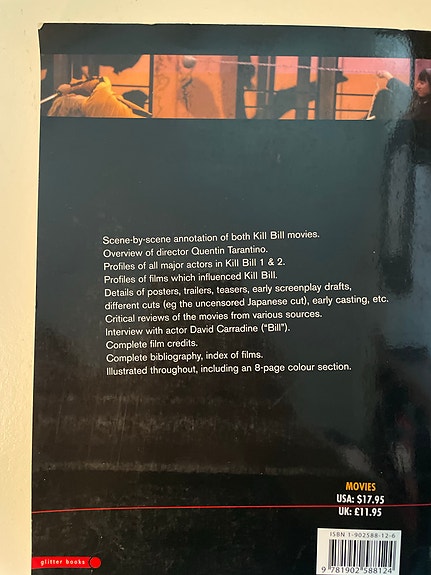 Scene-by-scene annotation of both Kill Bill movies.
Overview of director Quentin Tarantino.
Profiles of all major actors in Kill Bill 1 & 2.
Profiles of films which influenced Kill Bill.
Details of posters, trailers, teasers, early screenplay drafts,
different cuts (eg the uncensored Japanese cut), early casting, etc.
Critical reviews of the movies from various sources.
Interview with actor David Carradine ("Bill").
Complete film credits.
Complete bibliography, index of films.
Illustrated throughout, including an 8-page colour section.
MOVIES
USA: $17.95
UK: £11.95
ISBN 1-902588-12-6
9 781902 588124
glitter books